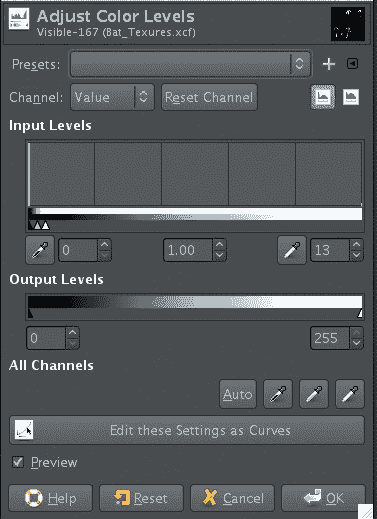 Adjust Color Levels
Visible-167 (Bat_Texures.xcf)
Presets:
Channel: Value Reset Channel
Input Levels
0 1.00 13
Output Levels
0 255
All Channels
Auto
Edit these Settings as Curves
Preview
Help Reset Cancel OK